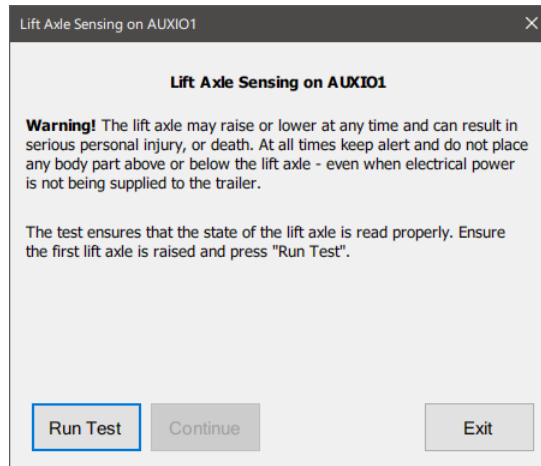 Lift Axle Sensing on AUXIO1
Lift Axle Sensing on AUXIO1
Warning! The lift axle may raise or lower at any time and can result in
serious personal injury, or death. At all times keep alert and do not place
any body part above or below the lift axle - even when electrical power
is not being supplied to the trailer.
The test ensures that the state of the lift axle is read properly. Ensure
the first lift axle is raised and press "Run Test".
Run Test
Continue
Exit